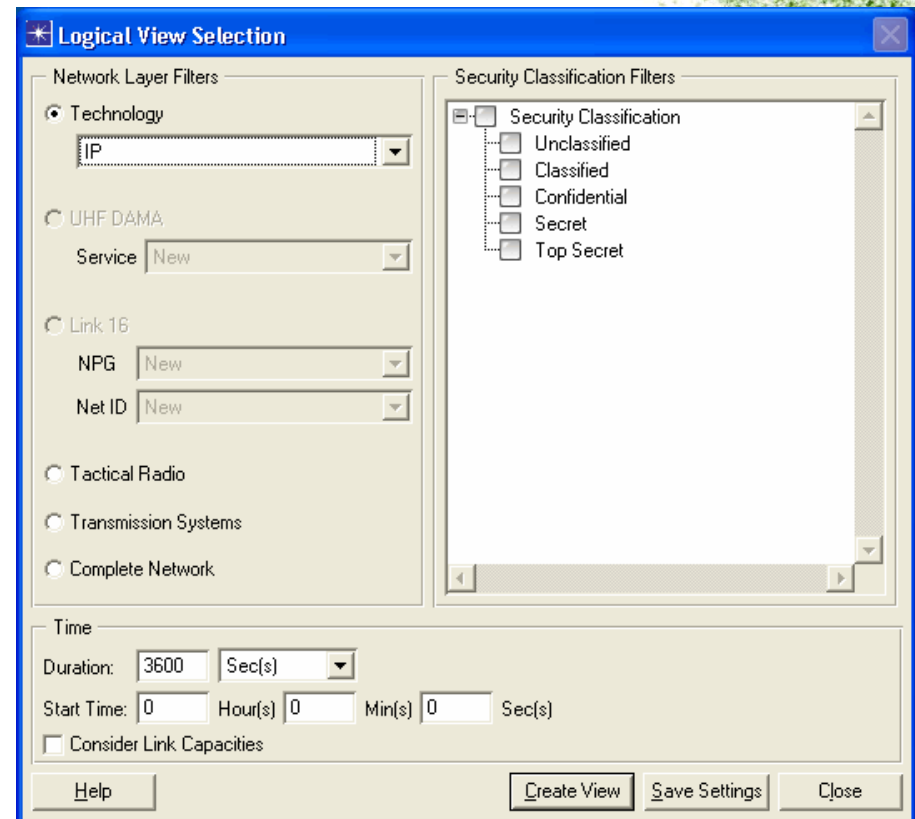 Logical View Selection
Network Layer Filters
Technology
IP
UHF DAMA
Service New
Link 16
NPG New
Net ID New
Tactical Radio
Transmission Systems
Complete Network
Security Classification Filters
Security Classification
Unclassified
Classified
Confidential
Secret
Top Secret
Time
Duration: 3600 Sec(s)
Start Time: 0 Hour(s) 0 Min(s) 0 Sec(s)
Consider Link Capacities
Help Create View Save Settings Close